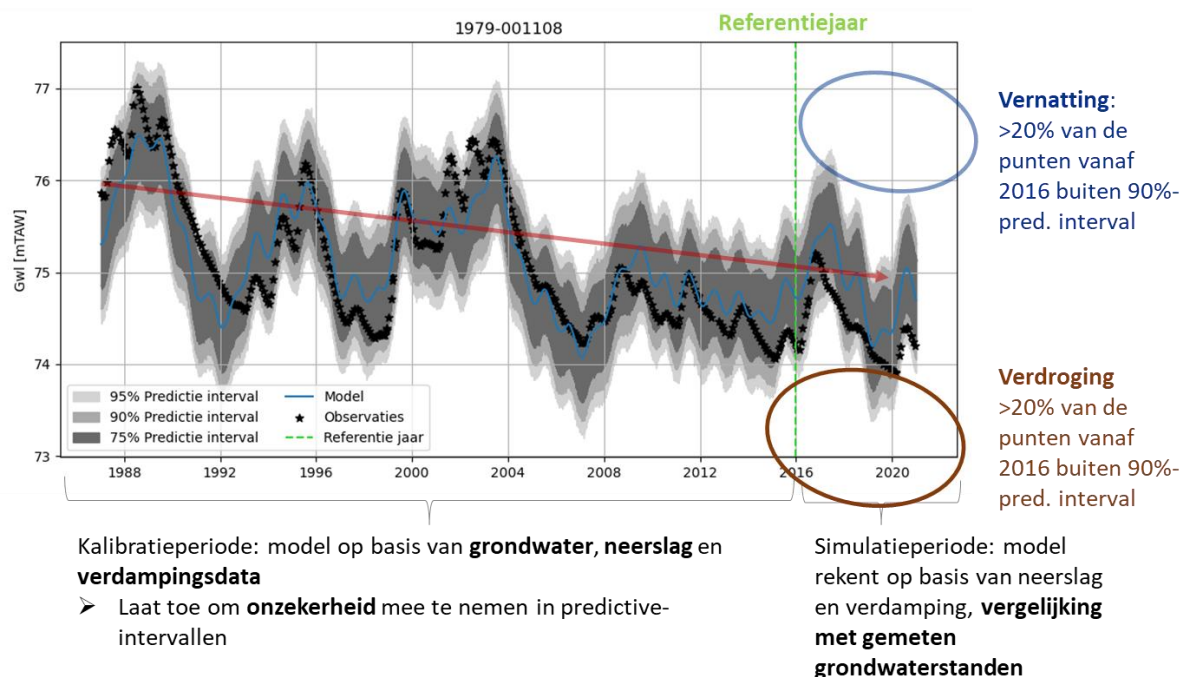 Referentiejaar
1979-001108
77
76
75
74
73
Gwl [mTAW]
95% Predictie interval
90% Predictie interval
75% Predictie interval
Model
Observaties
Referentie jaar
1988
1992
1996
2000
2004
2008
2012
2016
2020
Vernatting:
>20% van de
punten vanaf
2016 buiten 90%-
pred. interval
Verdroging
>20% van de
punten vanaf
2016 buiten 90%-
pred. interval
Kalibratieperiode: model op basis van grondwater, neerslag en
verdampingsdata
➢ Laat toe om onzekerheid mee te nemen in predictive-
intervallen
Simulatieperiode: model
rekent op basis van neerslag
en verdamping, vergelijking
met gemeten
grondwaterstanden